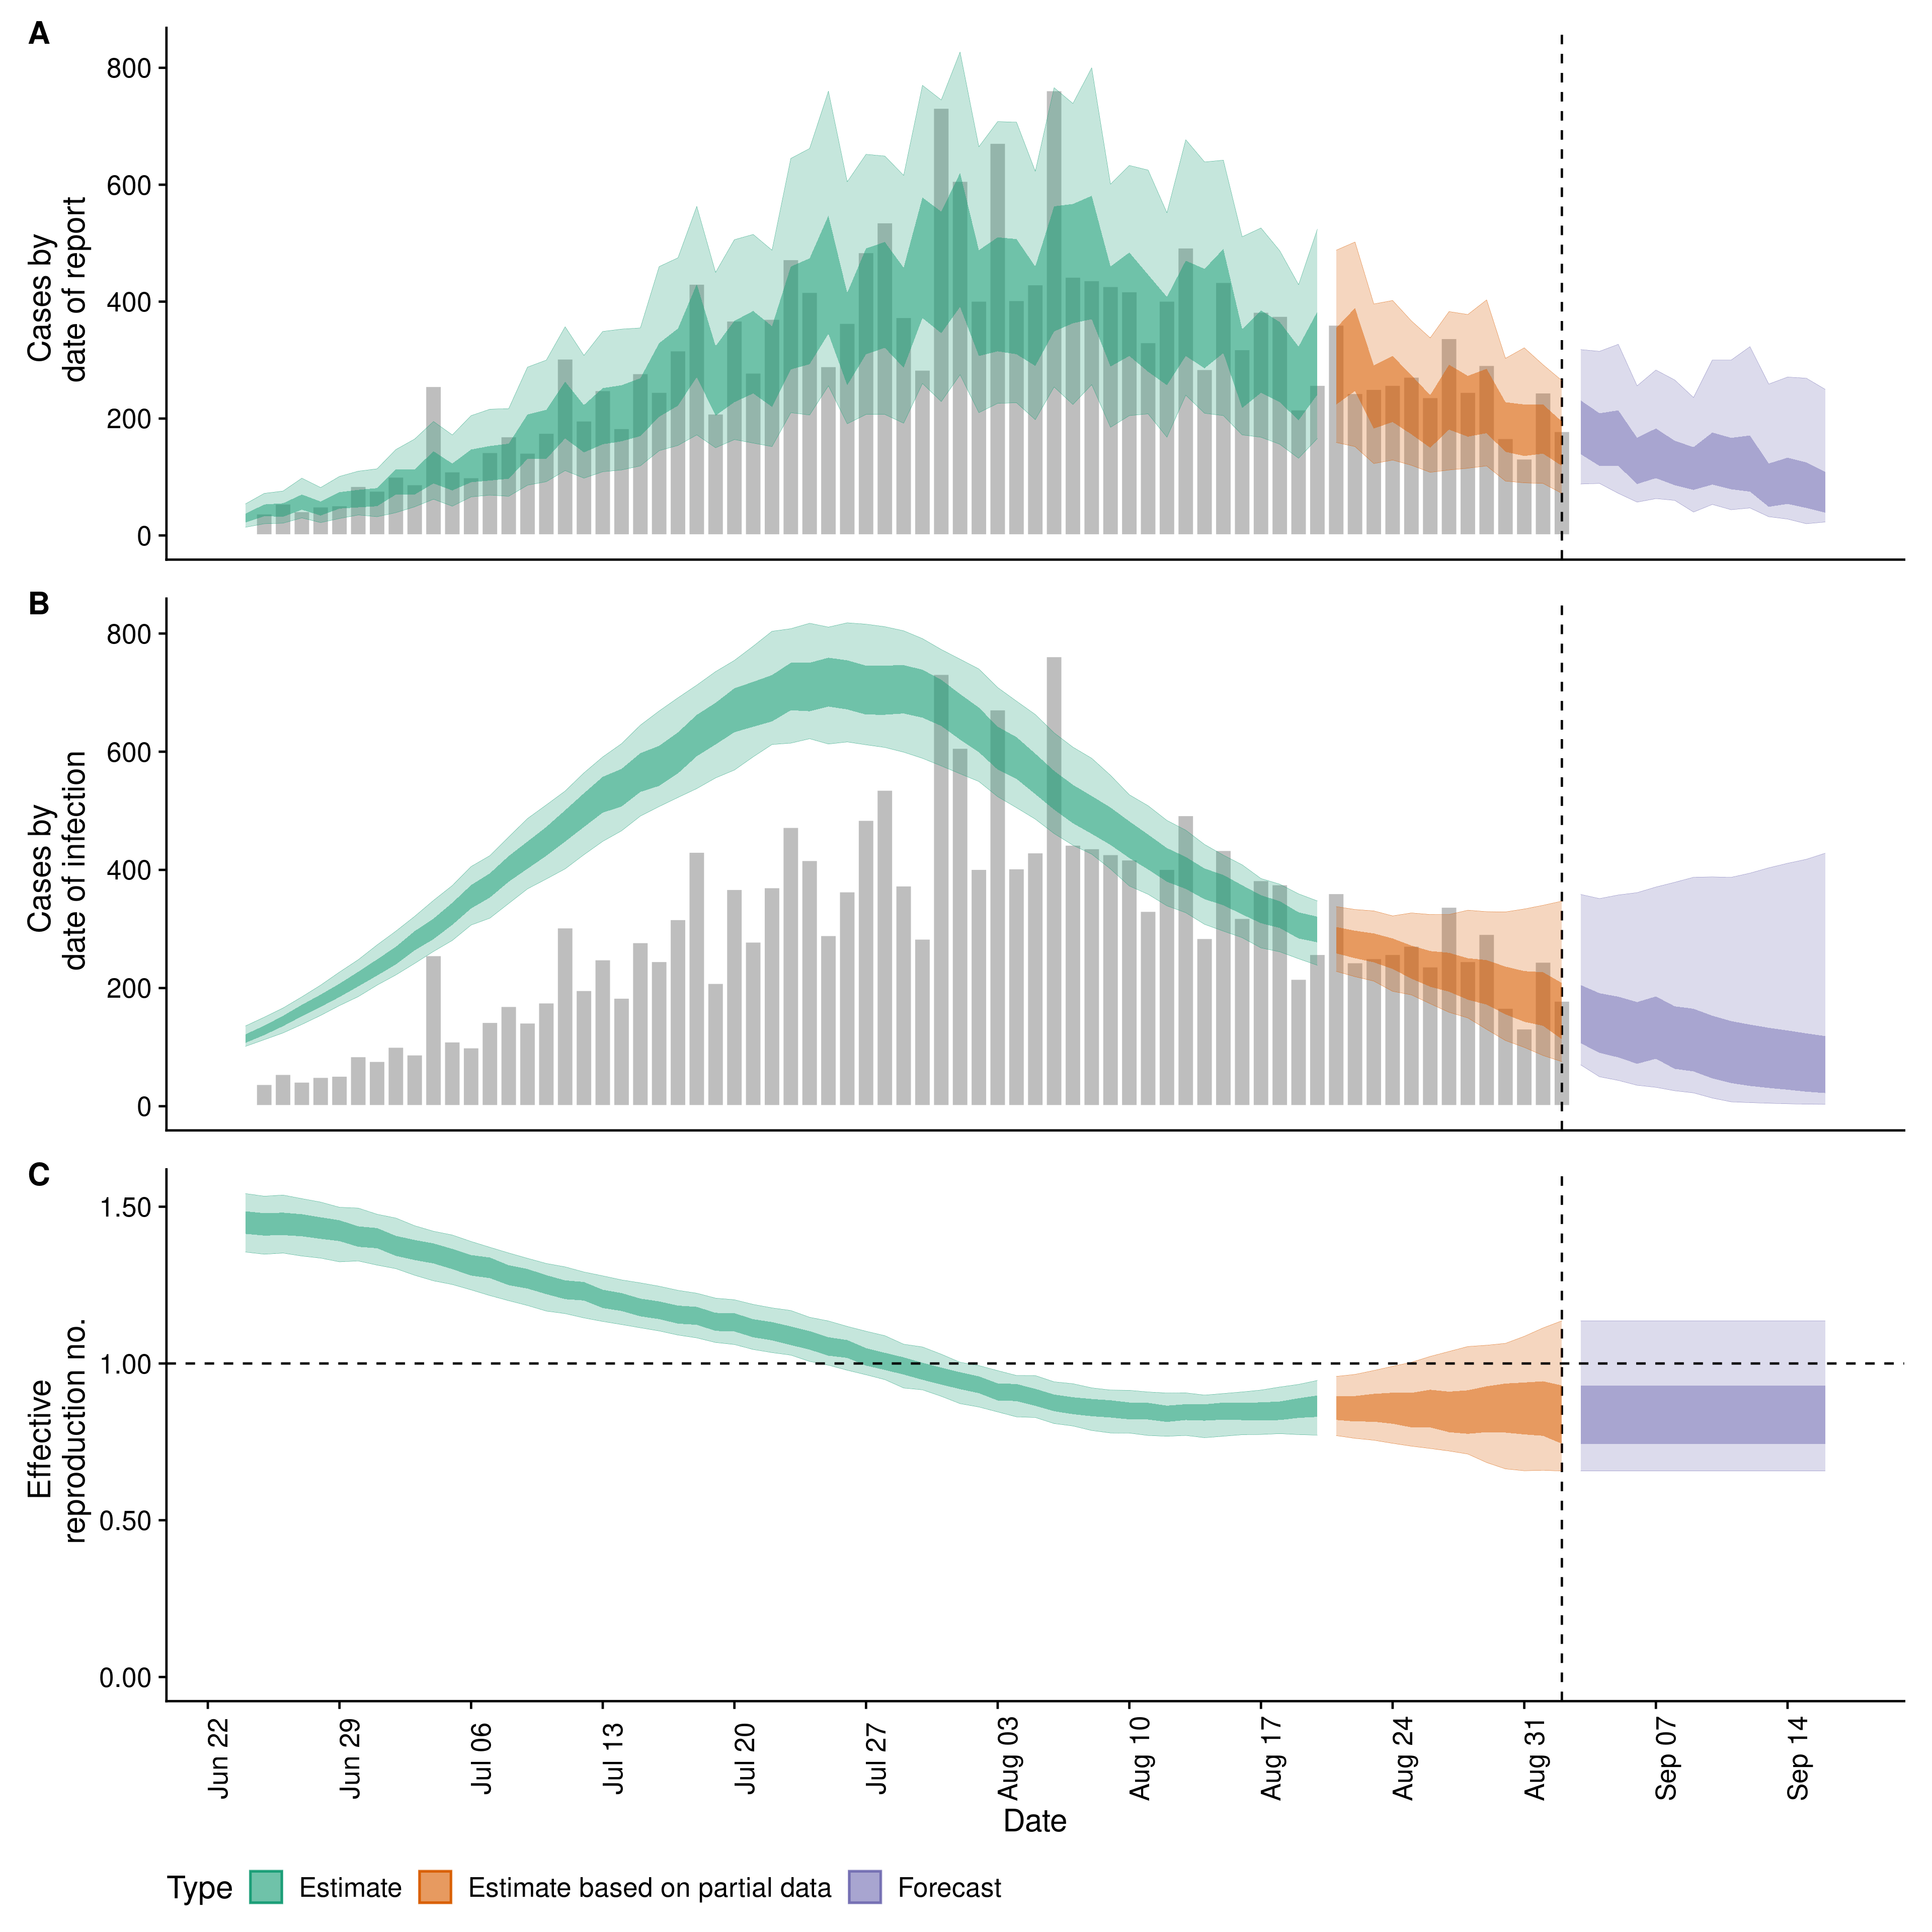 A
800
600
400
200
0
Cases by
date of report
B
800
600
400
200
0
Cases by
date of infection
C
1.50
1.00
0.50
0.00
Effective
reproduction no.
Jun 22
Jun 29
Jul 06
Jul 13
Jul 20
Jul 27
Aug 03
Aug 10
Aug 17
Aug 24
Aug 31
Sep 07
Sep 14
Date
Type Estimate Estimate based on partial data Forecast